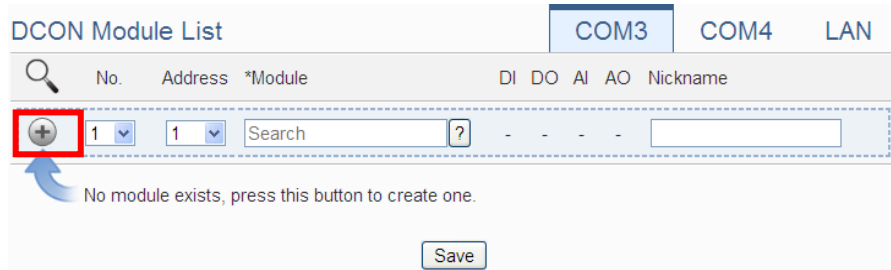 DCON Module List COM3 COM4 LAN
No. Address *Module DI DO AI AO Nickname
1 1 Search ? - - - -
No module exists, press this button to create one.
Save